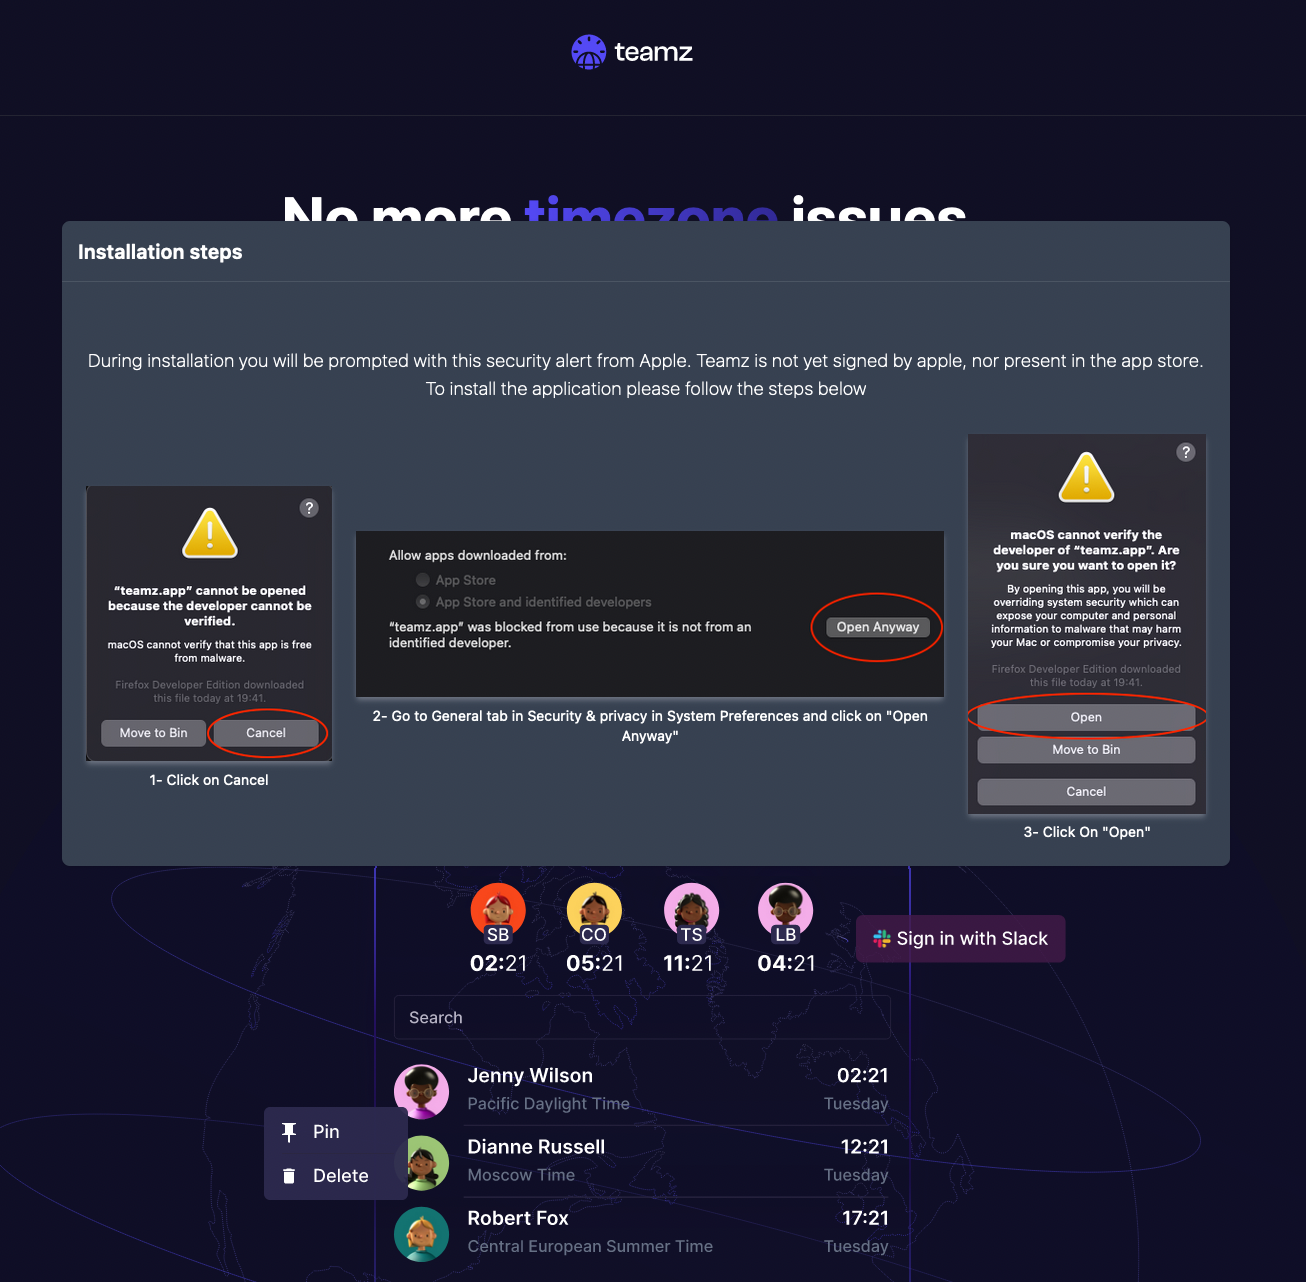 teamz
No more timezone issues
Installation steps
During installation you will be prompted with this security alert from Apple. Teamz is not yet signed by apple, nor present in the app store.
To install the application please follow the steps below
?
“teamz.app” cannot be opened
because the developer cannot be
verified.
macOS cannot verify that this app is free
from malware.
Firefox Developer Edition downloaded
this file today at 19:41.
Move to Bin
Cancel
1- Click on Cancel
Allow apps downloaded from:
App Store
App Store and identified developers
“teamz.app” was blocked from use because it is not from an
identified developer.
Open Anyway
2- Go to General tab in Security & privacy in System Preferences and click on "Open
Anyway"
?
macOS cannot verify the
developer of “teamz.app”. Are
you sure you want to open it?
By opening this app, you will be
overriding system security which can
expose your computer and personal
information to malware that may harm
your Mac or compromise your privacy.
Firefox Developer Edition downloaded
this file today at 19:41.
Open
Move to Bin
Cancel
3- Click On "Open"
SB CO TS LB
02:21 05:21 11:21 04:21
Sign in with Slack
Search
Jenny Wilson 02:21
Pacific Daylight Time Tuesday
Pin
Delete
Dianne Russell 12:21
Moscow Time Tuesday
Robert Fox 17:21
Central European Summer Time Tuesday